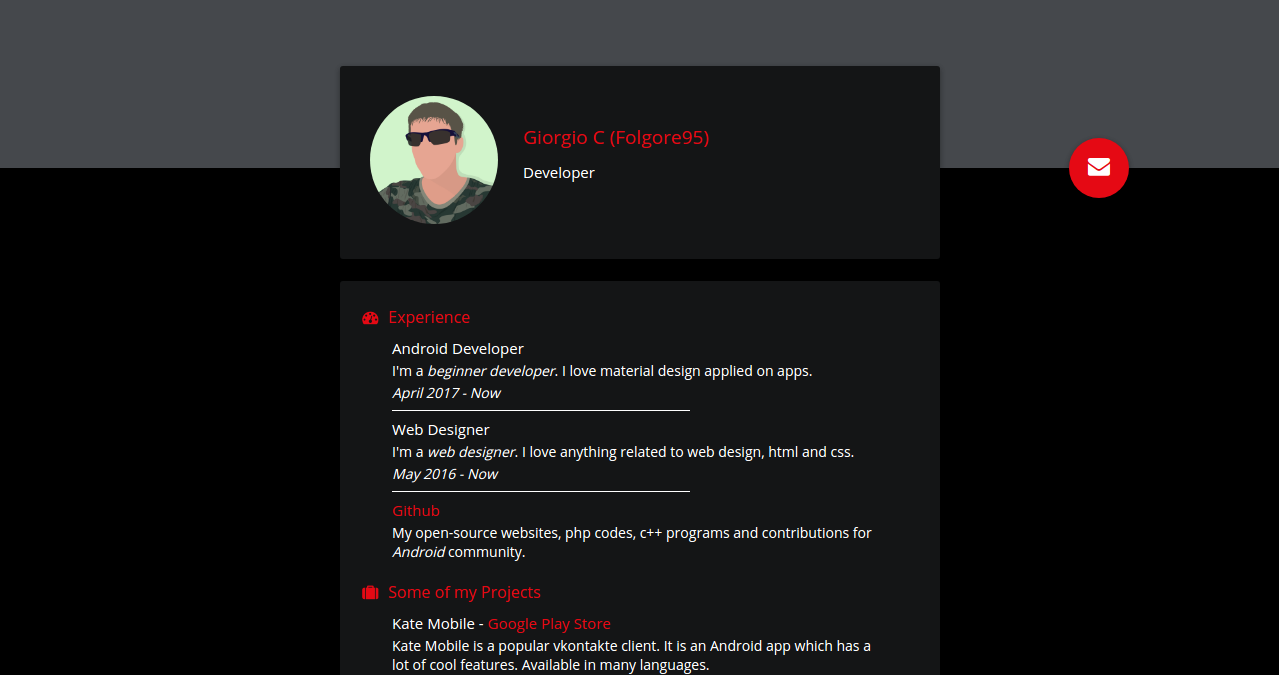 Giorgio C (Folgore95)
Developer
Experience
Android Developer
I'm a beginner developer. I love material design applied on apps.
April 2017 - Now
Web Designer
I'm a web designer. I love anything related to web design, html and css.
May 2016 - Now
Github
My open-source websites, php codes, c++ programs and contributions for
Android community.
Some of my Projects
Kate Mobile - Google Play Store
Kate Mobile is a popular vkontakte client. It is an Android app which has a
lot of cool features. Available in many languages.